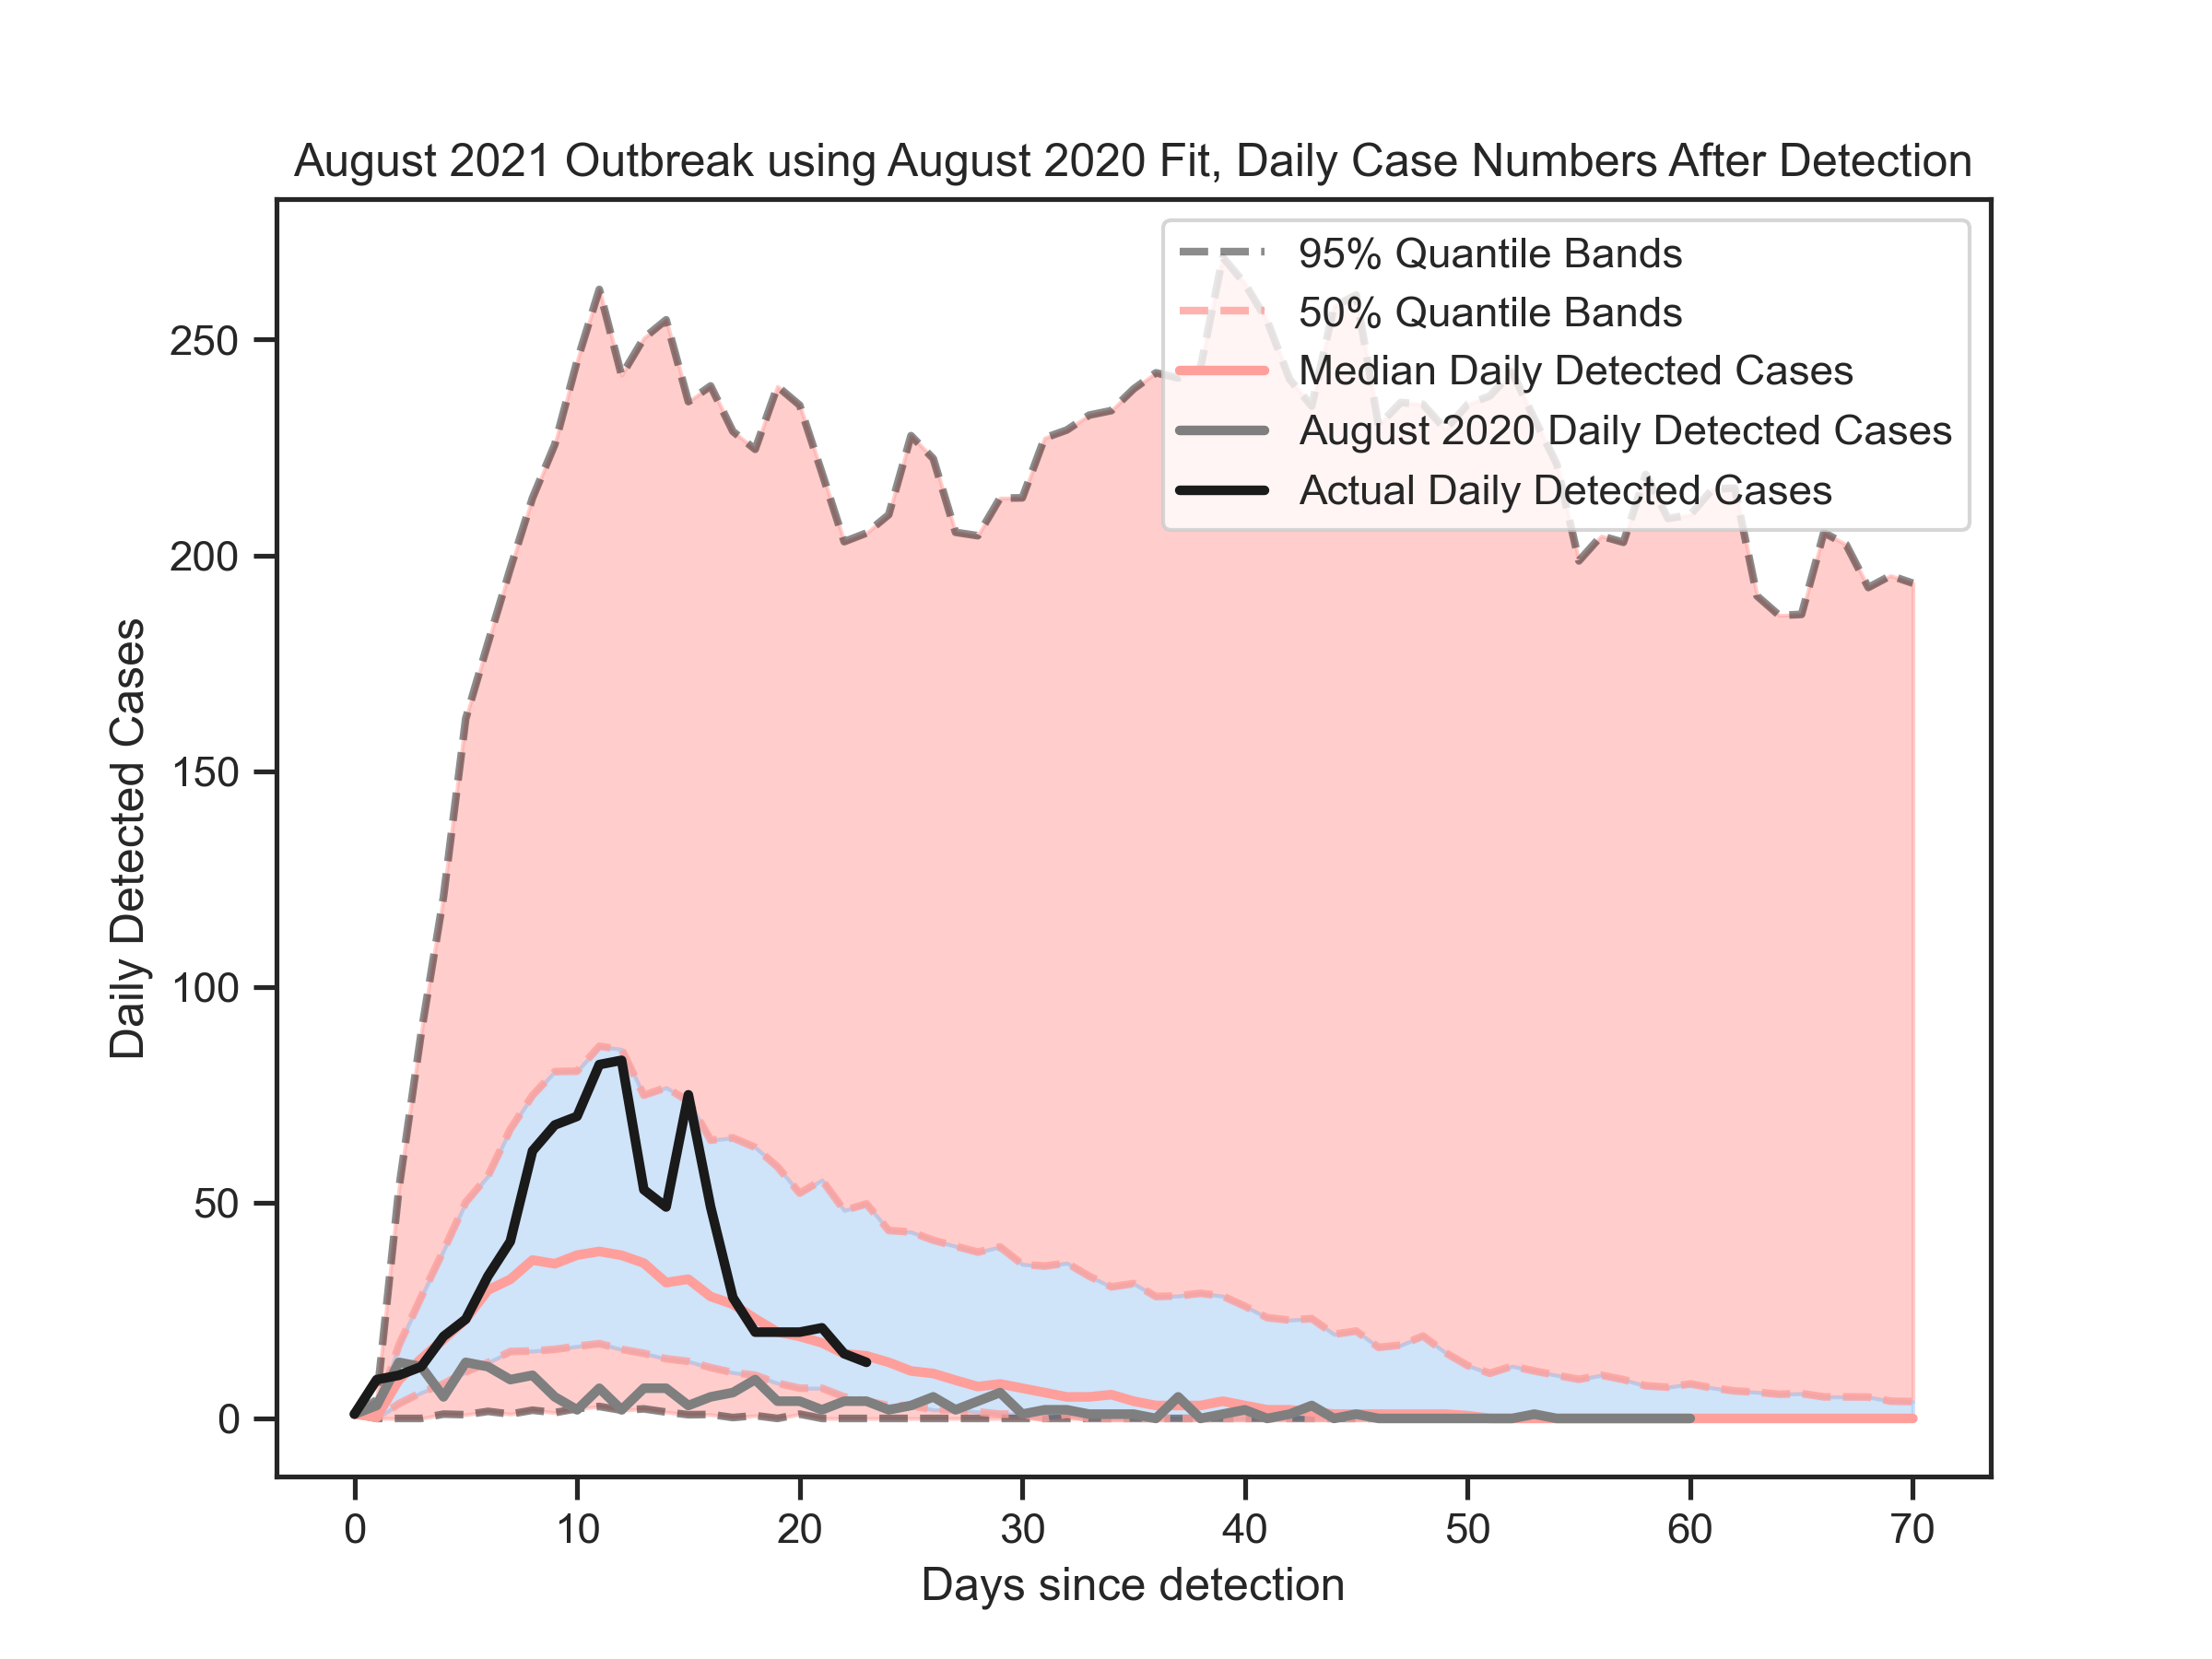 August 2021 Outbreak using August 2020 Fit, Daily Case Numbers After Detection
95% Quantile Bands
50% Quantile Bands
Median Daily Detected Cases
August 2020 Daily Detected Cases
Actual Daily Detected Cases
Daily Detected Cases
250
200
150
100
50
0
0 10 20 30 40 50 60 70
Days since detection